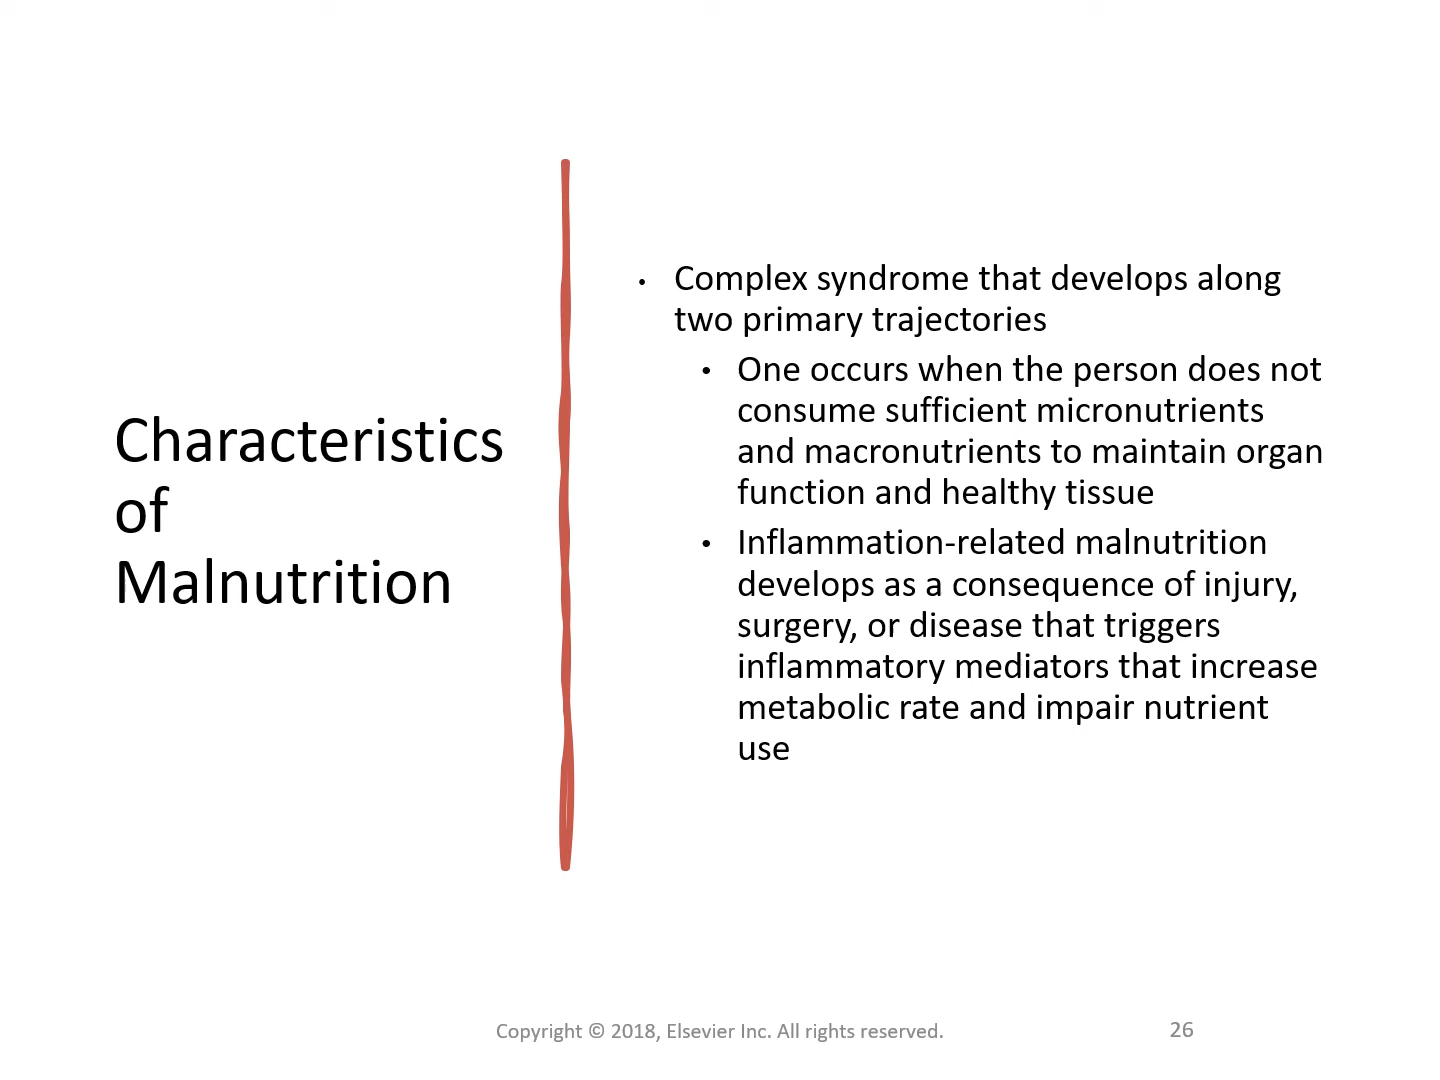 Characteristics
of
Malnutrition
• Complex syndrome that develops along
two primary trajectories
• One occurs when the person does not
consume sufficient micronutrients
and macronutrients to maintain organ
function and healthy tissue
• Inflammation-related malnutrition
develops as a consequence of injury,
surgery, or disease that triggers
inflammatory mediators that increase
metabolic rate and impair nutrient
use
Copyright © 2018, Elsevier Inc. All rights reserved.
26